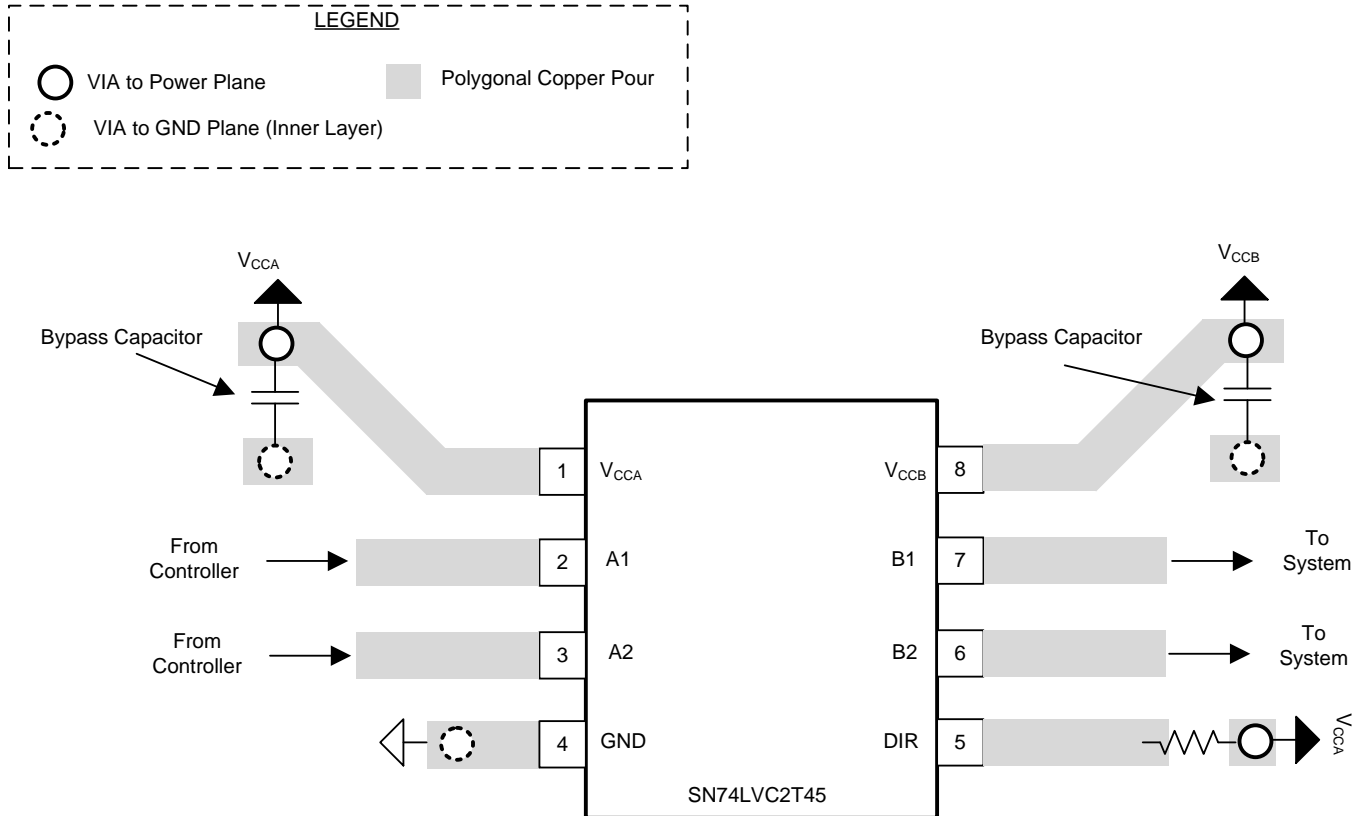 LEGEND
VIA to Power Plane
Polygonal Copper Pour
VIA to GND Plane (Inner Layer)
VCCA
VCCB
Bypass Capacitor
Bypass Capacitor
1
VCCA
VCCB
8
From
Controller
2
A1
B1
7
To
System
From
Controller
3
A2
B2
6
To
System
4
GND
DIR
5
VCCA
SN74LVC2T45